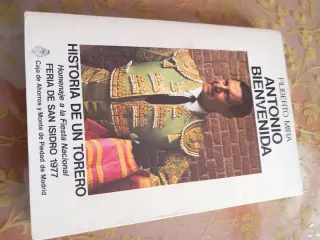 FILIBERTO MIRA
ANTONIO
BIENVENIDA
HISTORIA DE UN TORERO
Homenaje a la Fiesta Nacional
FERIA DE SAN ISIDRO 1977
Caja de Ahorros y Monte de Piedad de Madrid